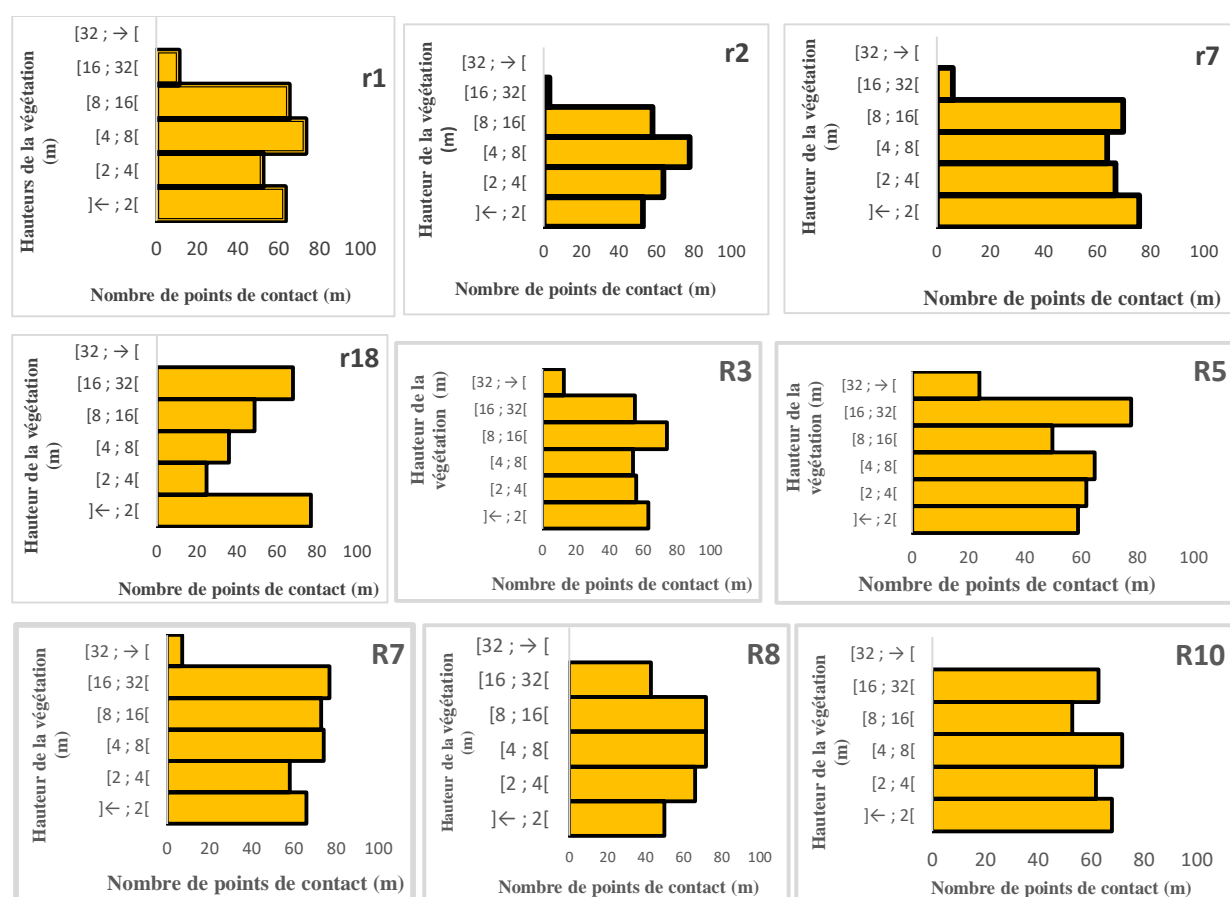 r1
Hauteurs de la végétation
(m)
[32 ; → [
[16 ; 32[
[8 ; 16[
[4 ; 8[
[2 ; 4[
]← ; 2[
0 20 40 60 80 100
Nombre de points de contact (m)
r2
Hauteur de la végétation
(m)
[32 ; → [
[16 ; 32[
[8 ; 16[
[4 ; 8[
[2 ; 4[
]← ; 2[
0 20 40 60 80 100
Nombre de points de contact (m)
r7
Hauteur de la végétation
(m)
[32 ; → [
[16 ; 32[
[8 ; 16[
[4 ; 8[
[2 ; 4[
]← ; 2[
0 20 40 60 80 100
Nombre de points de contact (m)
r18
Hauteur de la végétation
(m)
[32 ; → [
[16 ; 32[
[8 ; 16[
[4 ; 8[
[2 ; 4[
]← ; 2[
0 20 40 60 80 100
Nombre de points de contact (m)
R3
Hauteur de la
végétation (m)
[32 ; → [
[16 ; 32[
[8 ; 16[
[4 ; 8[
[2 ; 4[
]← ; 2[
0 20 40 60 80 100
Nombre de points de contact (m)
R5
Hauteur de la
végétation (m)
[32 ; → [
[16 ; 32[
[8 ; 16[
[4 ; 8[
[2 ; 4[
]← ; 2[
0 20 40 60 80 100
Nombre de points de contact (m)
R7
Hauteur de la végétation
(m)
[32 ; → [
[16 ; 32[
[8 ; 16[
[4 ; 8[
[2 ; 4[
]← ; 2[
0 20 40 60 80 100
Nombre de points de contact (m)
R8
Hauteur de la végétation
(m)
[32 ; → [
[16 ; 32[
[8 ; 16[
[4 ; 8[
[2 ; 4[
]← ; 2[
0 20 40 60 80 100
Nombre de points de contact (m)
R10
Hauteur de la végétation
(m)
[32 ; → [
[16 ; 32[
[8 ; 16[
[4 ; 8[
[2 ; 4[
]← ; 2[
0 20 40 60 80 100
Nombre de points de contact (m)